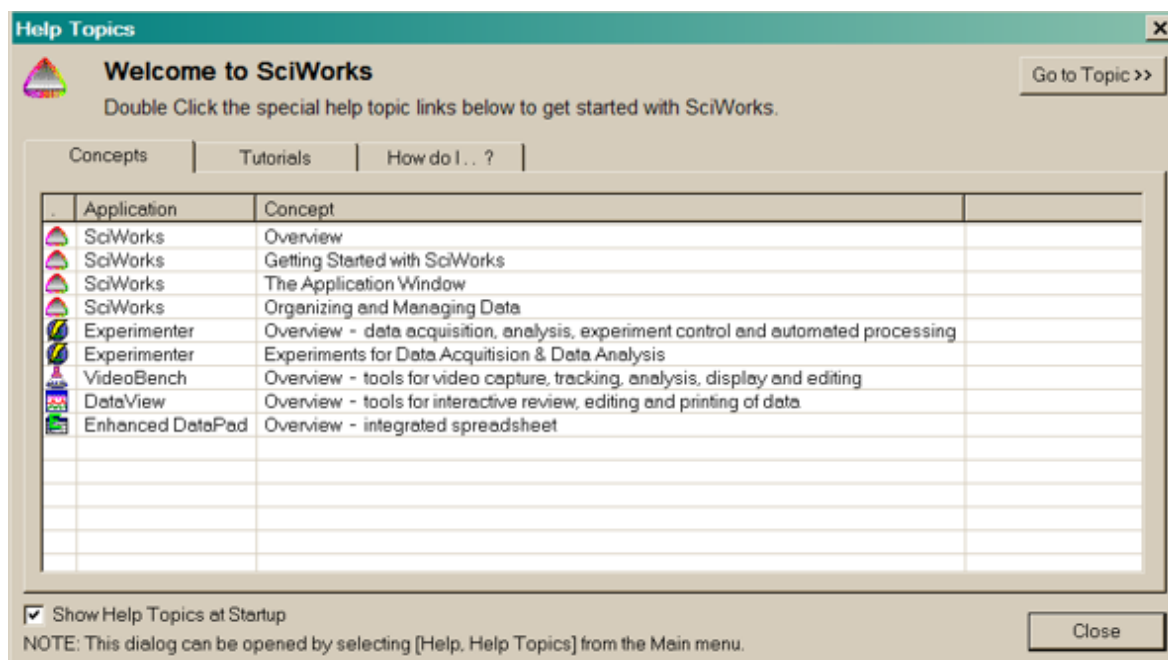 Help Topics
Welcome to SciWorks
Go to Topic >>
Double Click the special help topic links below to get started with SciWorks.
Concepts Tutorials How do I . . ?
. Application Concept
SciWorks Overview
SciWorks Getting Started with SciWorks
SciWorks The Application Window
SciWorks Organizing and Managing Data
Experimenter Overview - data acquisition, analysis, experiment control and automated processing
Experimenter Experiments for Data Acquitision & Data Analysis
VideoBench Overview - tools for video capture, tracking, analysis, display and editing
DataView Overview - tools for interactive review, editing and printing of data
Enhanced DataPad Overview - integrated spreadsheet
Show Help Topics at Startup
NOTE: This dialog can be opened by selecting [Help, Help Topics] from the Main menu.
Close